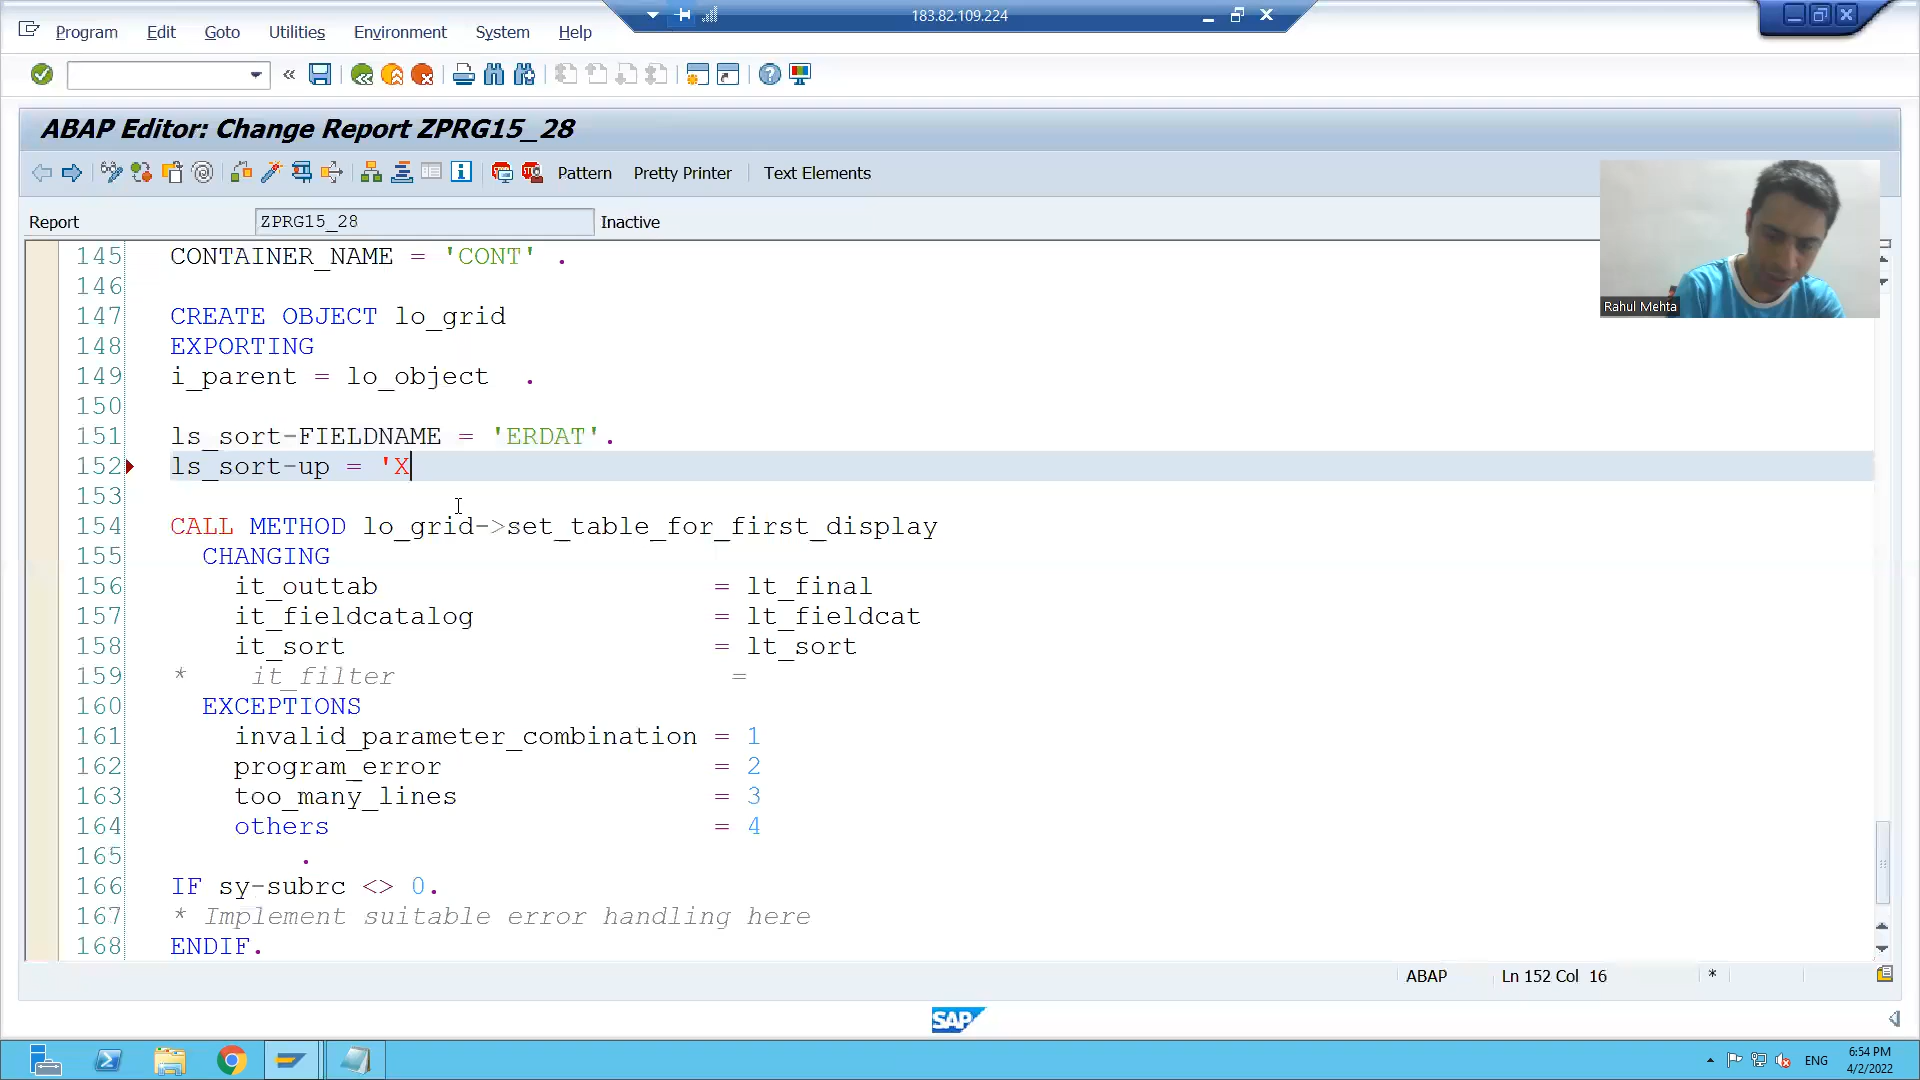 183.82.109.224
Program Edit Goto Utilities Environment System Help
ABAP Editor: Change Report ZPRG15_28
Pattern Pretty Printer Text Elements
Report ZPRG15_28 Inactive
Rahul Mehta
145 CONTAINER_NAME = 'CONT' .
146
147 CREATE OBJECT lo_grid
148 EXPORTING
149 i_parent = lo_object .
150
151 ls_sort-FIELDNAME = 'ERDAT'.
152 ls_sort-up = 'X
153
154 CALL METHOD lo_grid->set_table_for_first_display
155 CHANGING
156 it_outtab = lt_final
157 it_fieldcatalog = lt_fieldcat
158 it_sort = lt_sort
159 * it_filter =
160 EXCEPTIONS
161 invalid_parameter_combination = 1
162 program_error = 2
163 too_many_lines = 3
164 others = 4
165 .
166 IF sy-subrc <> 0.
167 * Implement suitable error handling here
168 ENDIF.
ABAP Ln 152 Col 16 *
SAP
ENG
6:54 PM
4/2/2022